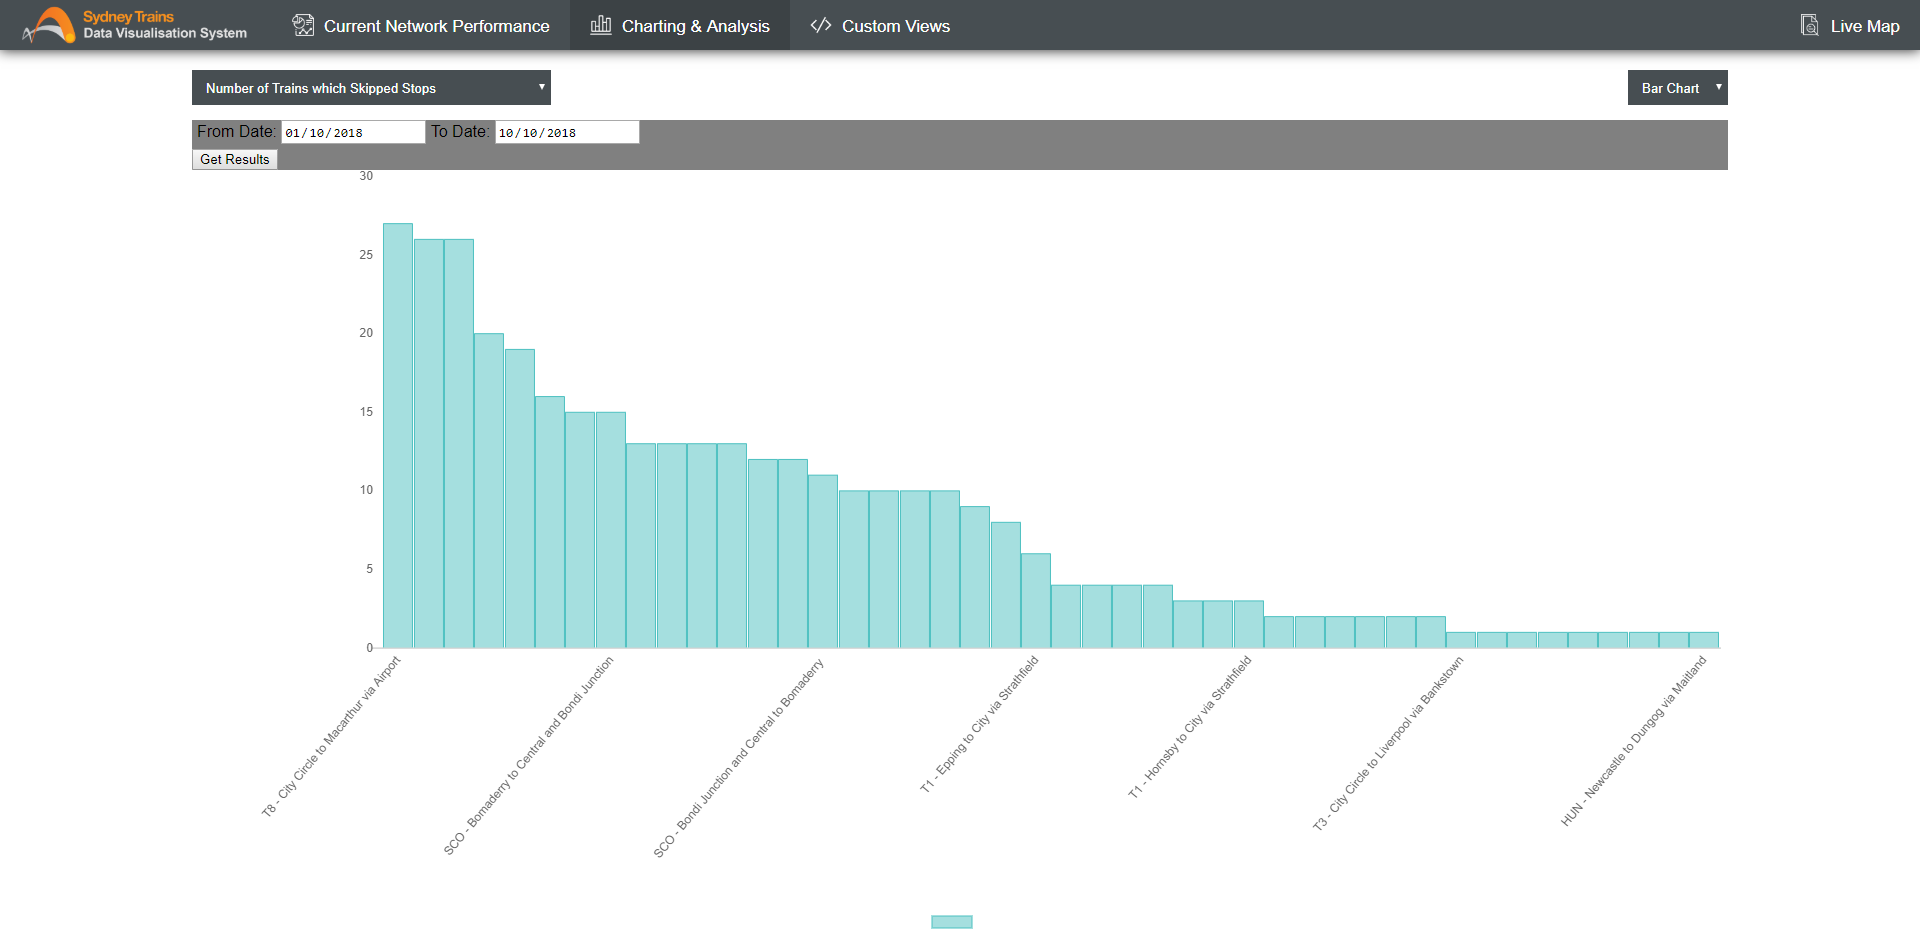 Sydney Trains
Data Visualisation System
Current Network Performance
Charting & Analysis
Custom Views
Live Map
Number of Trains which Skipped Stops
Bar Chart
From Date: 01/10/2018 To Date: 10/10/2018
Get Results
30
25
20
15
10
5
0
T8 - City Circle to Macarthur via Airport
SCO - Bomaderry to Central and Bondi Junction
SCO - Bondi Junction and Central to Bomaderry
T1 - Epping to City via Strathfield
T1 - Hornsby to City via Strathfield
T3 - City Circle to Liverpool via Bankstown
HUN - Newcastle to Dungog via Maitland